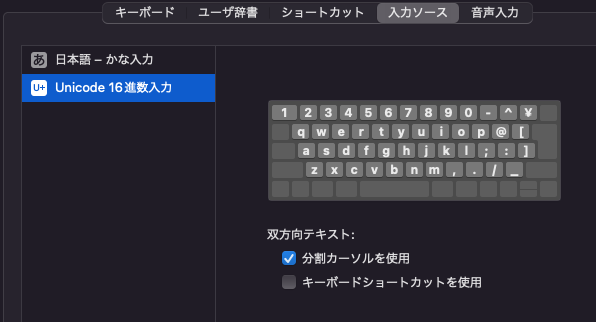 キーボード ユーザ辞書 ショートカット 入力ソース 音声入力
あ 日本語 – かな入力
U+ Unicode 16進数入力
1 2 3 4 5 6 7 8 9 0 - ^ ¥
q w e r t y u i o p @ [
a s d f g h j k l ; : ]
z x c v b n m , . / _
双方向テキスト:
分割カーソルを使用
キーボードショートカットを使用